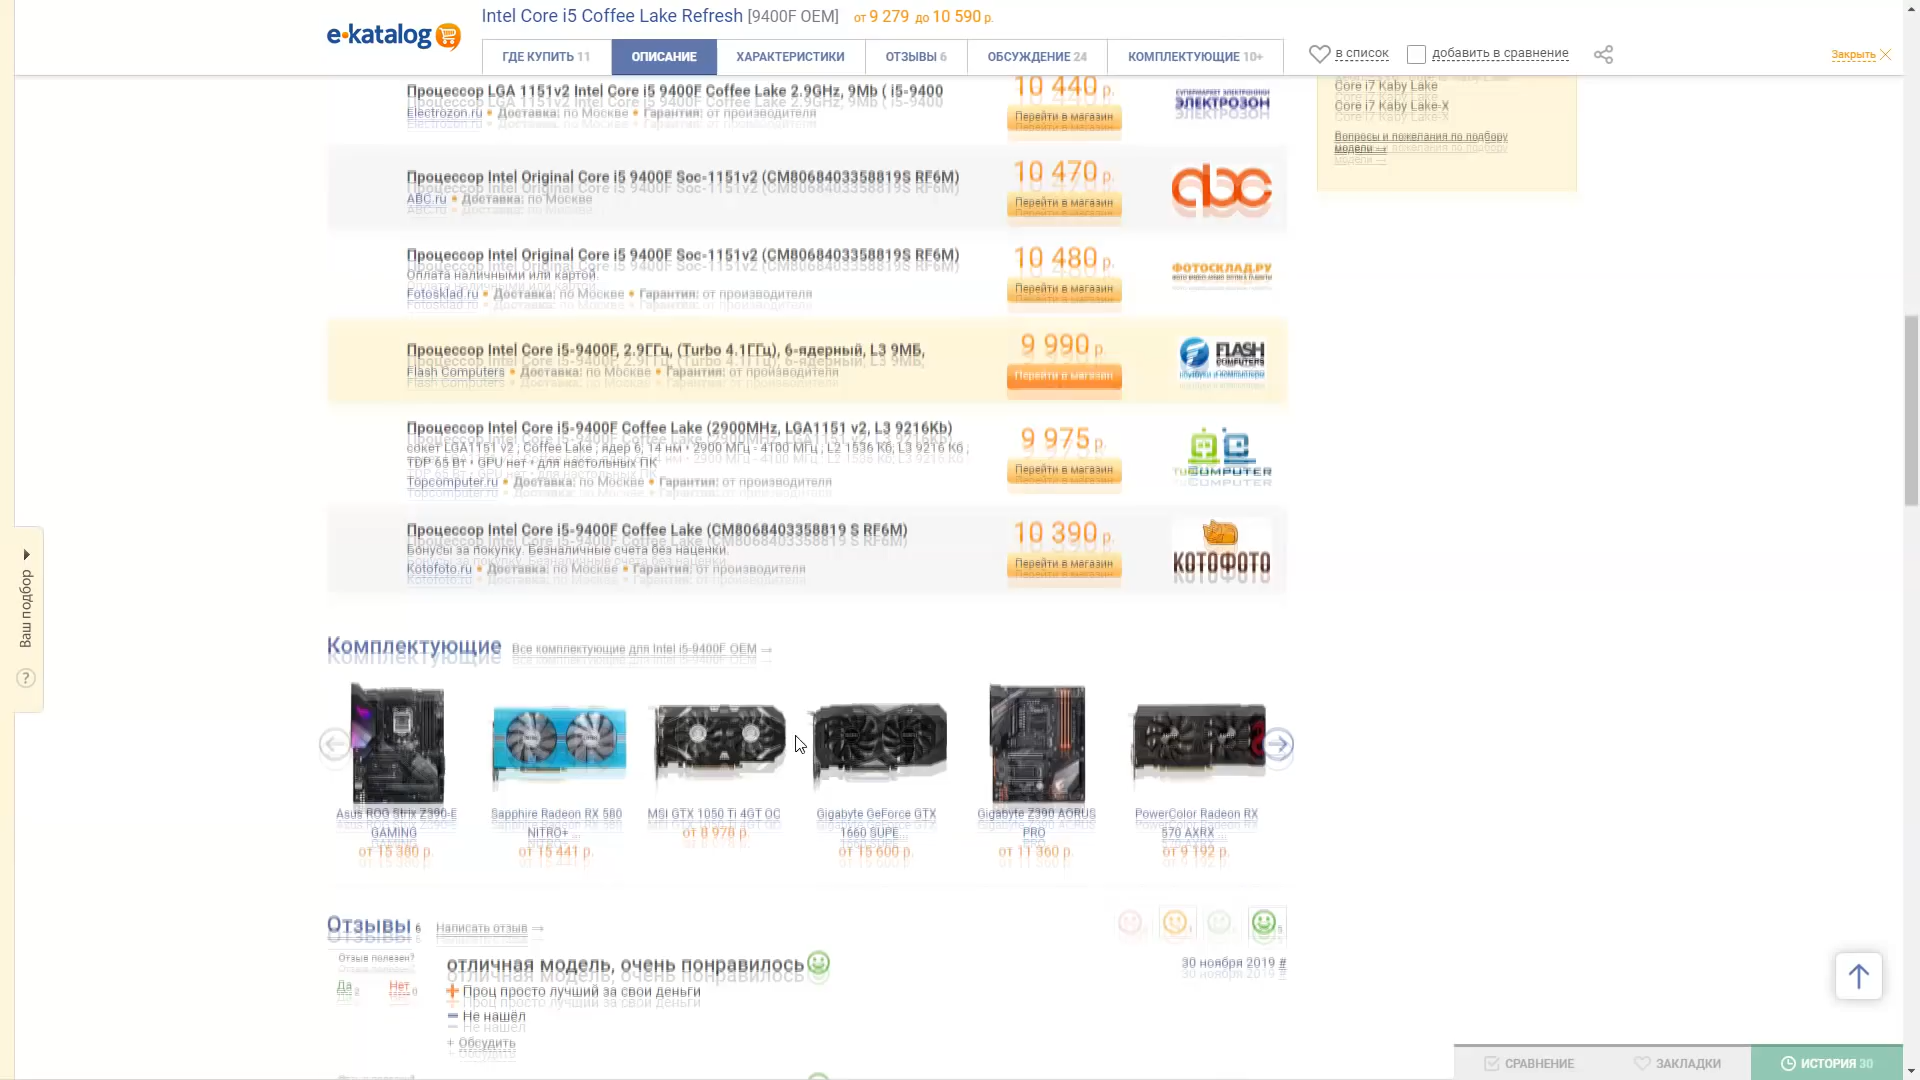 e·katalog
Intel Core i5 Coffee Lake Refresh [9400F OEM] от 9 279 до 10 590 р.
ГДЕ КУПИТЬ 11
ОПИСАНИЕ
ХАРАКТЕРИСТИКИ
ОТЗЫВЫ 6
ОБСУЖДЕНИЕ 24
КОМПЛЕКТУЮЩИЕ 10+
в список
добавить в сравнение
Закрыть
Процессор LGA 1151v2 Intel Core i5 9400F Coffee Lake 2.9GHz, 9Mb ( i5-9400
Electrozon.ru • Доставка: по Москве • Гарантия: от производителя
10 440 р.
Перейти в магазин
ЭЛЕКТРОЗОН
Процессор Intel Original Core i5 9400F Soc-1151v2 (CM8068403358819S RF6M)
ABC.ru • Доставка: по Москве
10 470 р.
Перейти в магазин
abc
Процессор Intel Original Core i5 9400F Soc-1151v2 (CM8068403358819S RF6M)
Оплата наличными или картой.
Fotosklad.ru • Доставка: по Москве • Гарантия: от производителя
10 480 р.
Перейти в магазин
ФОТОСКЛАД.РУ
Процессор Intel Core i5-9400F, 2.9ГГц, (Turbo 4.1ГГц), 6-ядерный, L3 9МБ,
Flash Computers • Доставка: по Москве • Гарантия: от производителя
9 990 р.
Перейти в магазин
FLASH
COMPUTERS
Процессор Intel Core i5-9400F Coffee Lake (2900MHz, LGA1151 v2, L3 9216Kb)
сокет LGA1151 v2 ; Coffee Lake ; ядер 6, 14 нм • 2900 МГц - 4100 МГц ; L2 1536 Кб; L3 9216 Кб ;
TDP 65 Вт • GPU нет • для настольных ПК
Topcomputer.ru • Доставка: по Москве • Гарантия: от производителя
9 975 р.
Перейти в магазин
COMPUTER
Процессор Intel Core i5-9400F Coffee Lake (CM8068403358819 S RF6M)
Бонусы за покупку. Безналичные счета без наценки.
Kotofoto.ru • Доставка: по Москве • Гарантия: от производителя
10 390 р.
Перейти в магазин
КОТОФОТО
Core i7 Kaby Lake
Core i7 Kaby Lake-X
Вопросы и пожелания по подбору
модели →
Ваш подбор
?
Комплектующие Все комплектующие для Intel i5-9400F OEM →
Asus ROG Strix Z390-E
GAMING
от 15 380 р.
Sapphire Radeon RX 580
NITRO+ ...
от 15 441 р.
MSI GTX 1050 Ti 4GT OC
от 8 978 р.
Gigabyte GeForce GTX
1660 SUPE...
от 15 600 р.
Gigabyte Z390 AORUS
PRO
от 11 360 р.
PowerColor Radeon RX
570 AXRX ...
от 9 192 р.
Отзывы 6 Написать отзыв →
Отзыв полезен?
Да 2 Нет 0
отличная модель, очень понравилось
30 ноября 2019 #
+ Проц просто лучший за свои деньги
– Не нашёл
+ Обсудить
СРАВНЕНИЕ
ЗАКЛАДКИ
ИСТОРИЯ 30